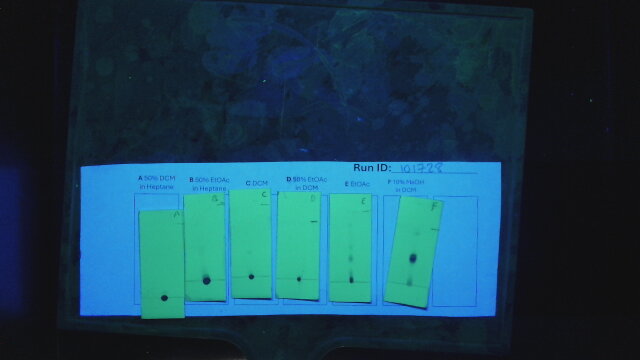 Run ID: 101728
A 50% DCM
in Heptane
B 50% EtOAc
in Heptane
C DCM
D 50% EtOAc
in DCM
E EtOAc
F 10% MeOH
in DCM
A
B
C
D
E
F